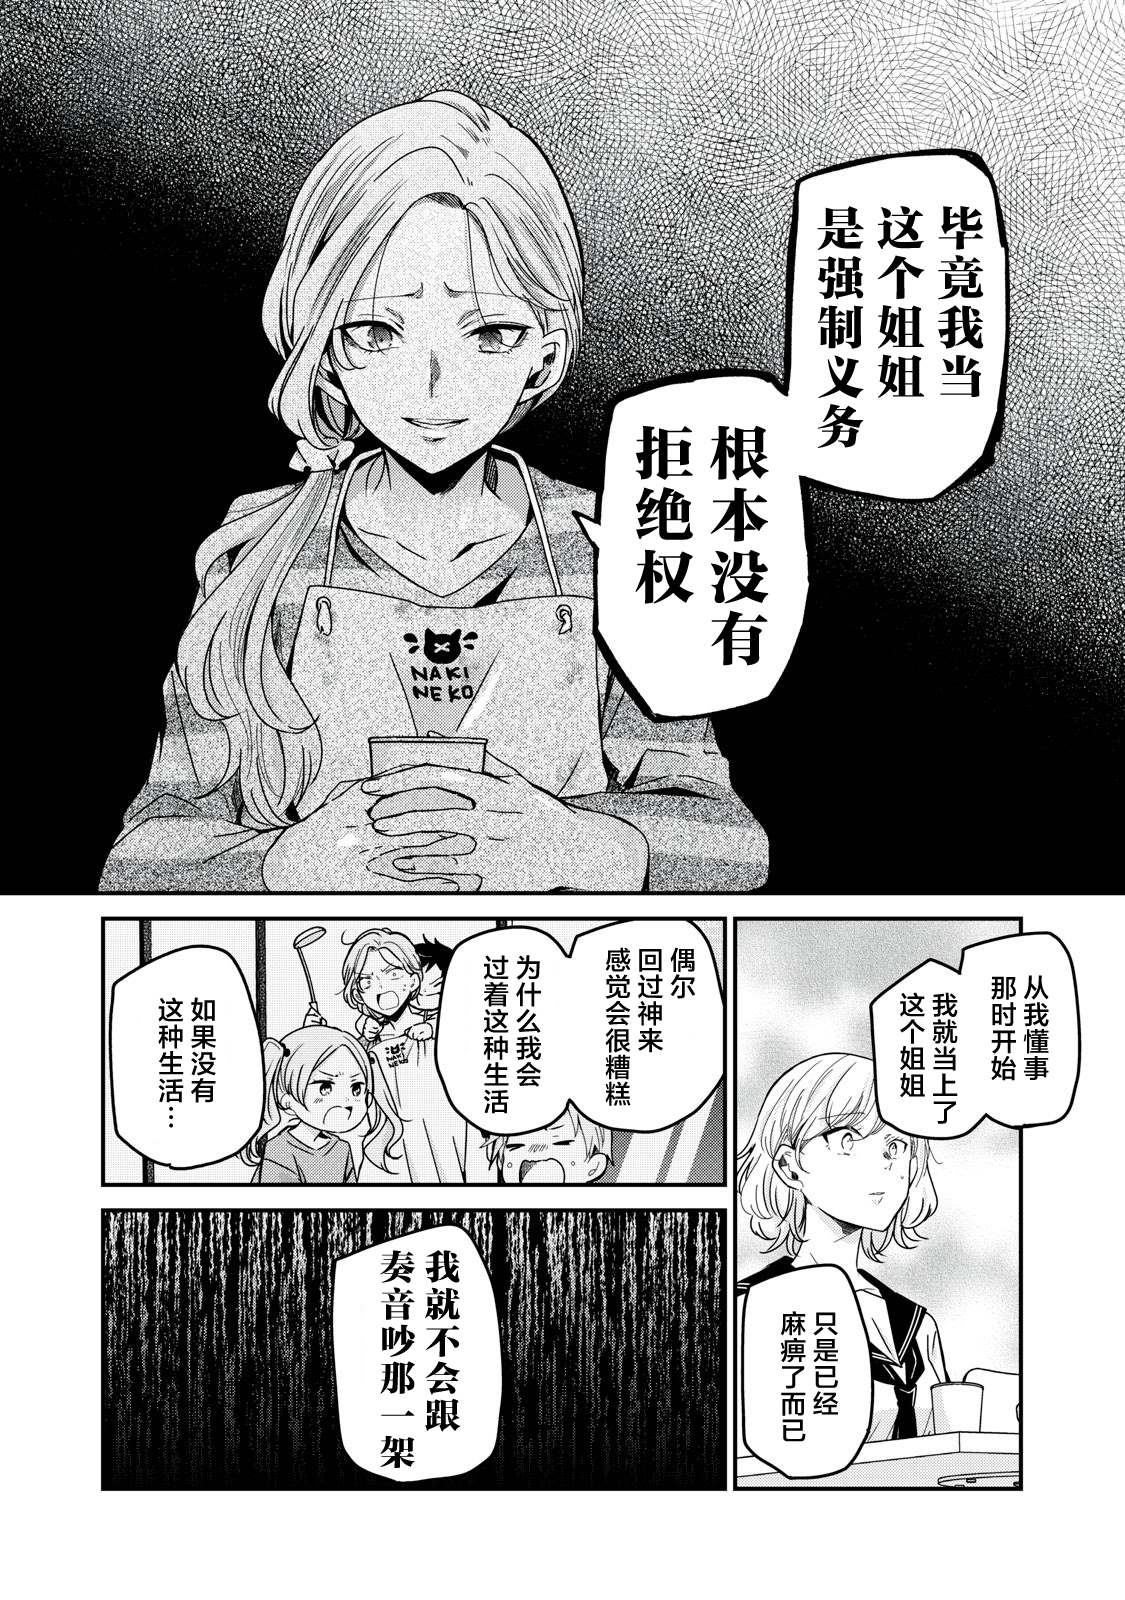 毕竟我当
这个姐姐
是强制义务
根本没有
拒绝权
NAKI
NEKO
从我懂事
那时开始
我就当上了
这个姐姐
只是已经
麻痹了而已
偶尔
回过神来
感觉会很糟糕
为什么我会
过着这种生活
NAKI
NEKO
如果没有
这种生活…
我就不会跟
奏音吵那一架